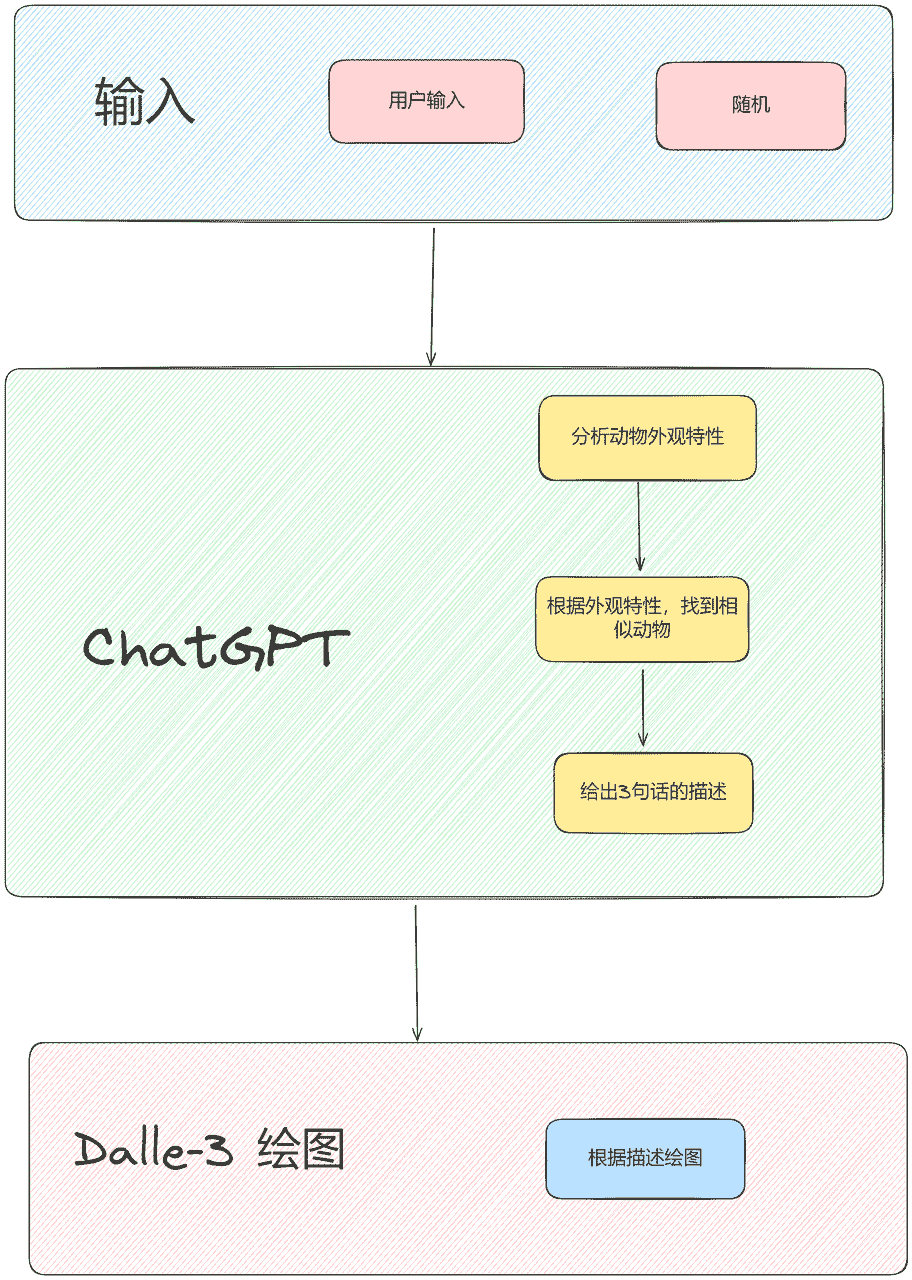 输入
用户输入
随机
分析动物外观特性
根据外观特性，找到相
似动物
ChatGPT
给出3句话的描述
Dalle-3 绘图
根据描述绘图